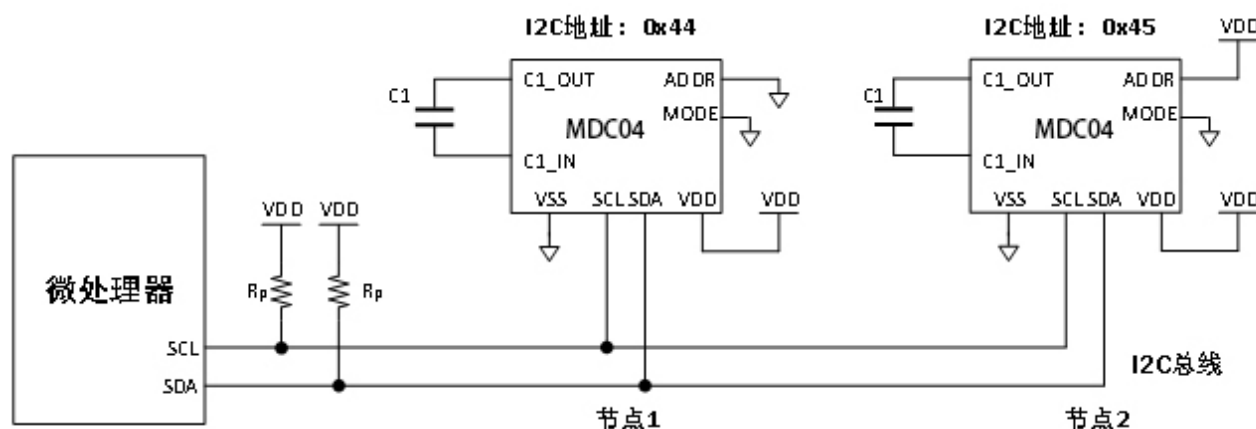 I2C地址：0x44
I2C地址：0x45
VDD
C1
C1_OUT
ADDR
MODE
MDC04
C1_IN
VSS
SCL
SDA
VDD
VDD
C1
C1_OUT
ADDR
MODE
MDC04
C1_IN
VSS
SCL
SDA
VDD
VDD
VDD
VDD
微处理器
Rp
Rp
SCL
SDA
I2C总线
节点1
节点2